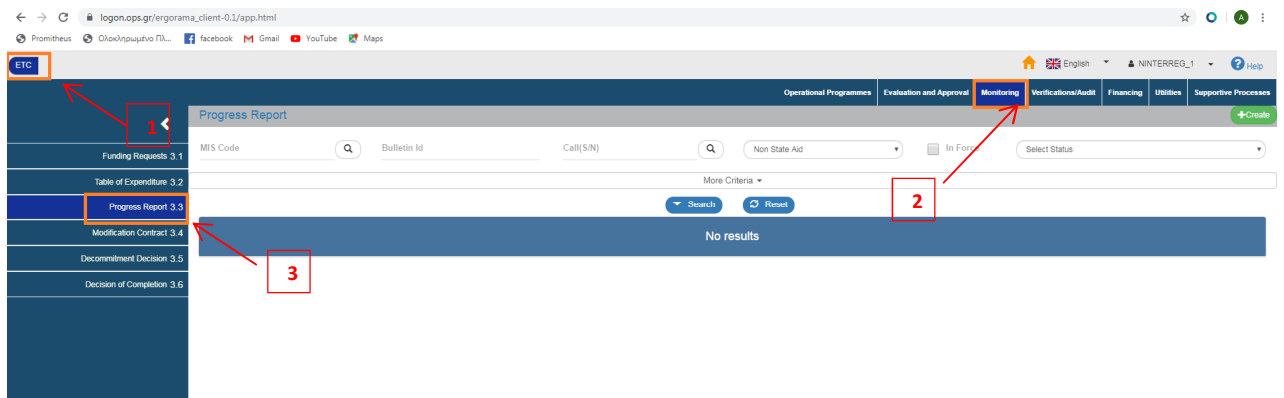 logon.ops.gr/ergorama_client-0.1/app.html
Promitheus Ολοκληρωμένο Πλ... facebook Gmail YouTube Maps
ETC English NINTERREG_1 Help
Operational Programmes Evaluation and Approval Monitoring Verifications/Audit Financing Utilities Supportive Processes
Progress Report +Create
1
MIS Code Bulletin Id Call(S/N) Non State Aid In Force Select Status
Funding Requests 3.1
Table of Expenditure 3.2
More Criteria
Progress Report 3.3
Search Reset
2
Modification Contract 3.4
No results
Decommitment Decision 3.5
3
Decision of Completion 3.6